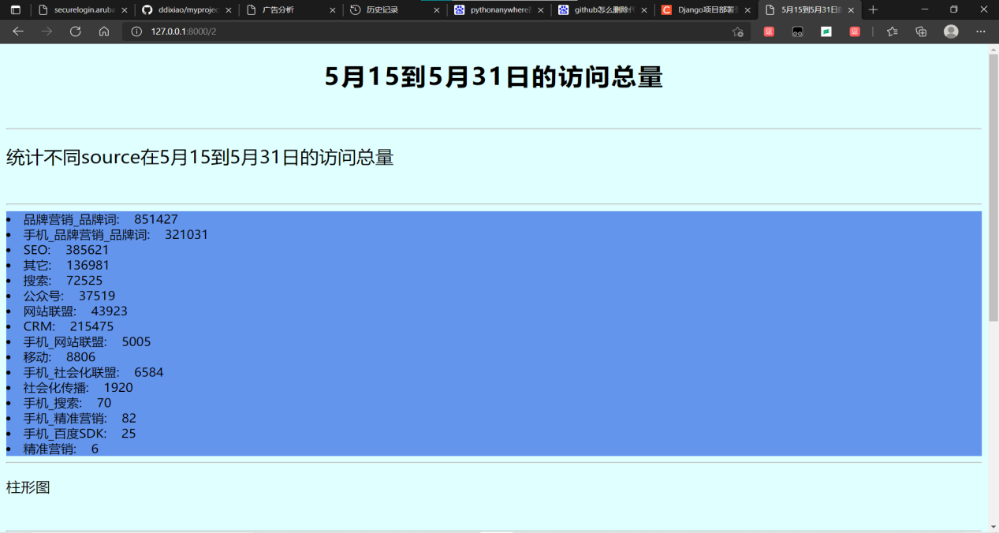 securelogin.aruba
ddixiao/myprojec
广告分析
历史记录
pythonanywhere
github怎么删除
Django项目部署
5月15到5月31日
127.0.0.1:8000/2
5月15到5月31日的访问总量
统计不同source在5月15到5月31日的访问总量
品牌营销_品牌词: 851427
手机_品牌营销_品牌词: 321031
SEO: 385621
其它: 136981
搜索: 72525
公众号: 37519
网站联盟: 43923
CRM: 215475
手机_网站联盟: 5005
移动: 8806
手机_社会化联盟: 6584
社会化传播: 1920
手机_搜索: 70
手机_精准营销: 82
手机_百度SDK: 25
精准营销: 6
柱形图